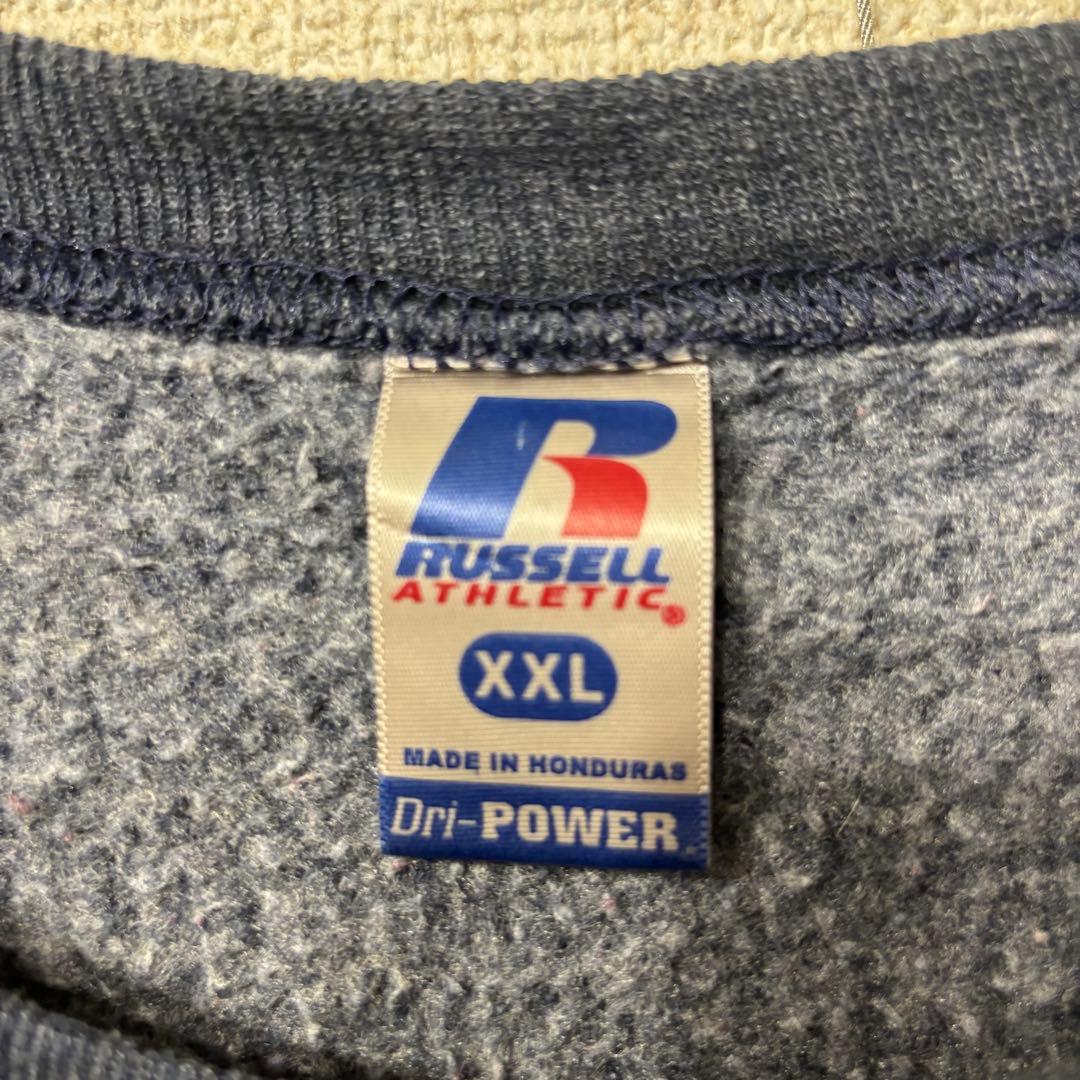 R
RUSSELL
ATHLETIC®
XXL
MADE IN HONDURAS
Dri-POWER